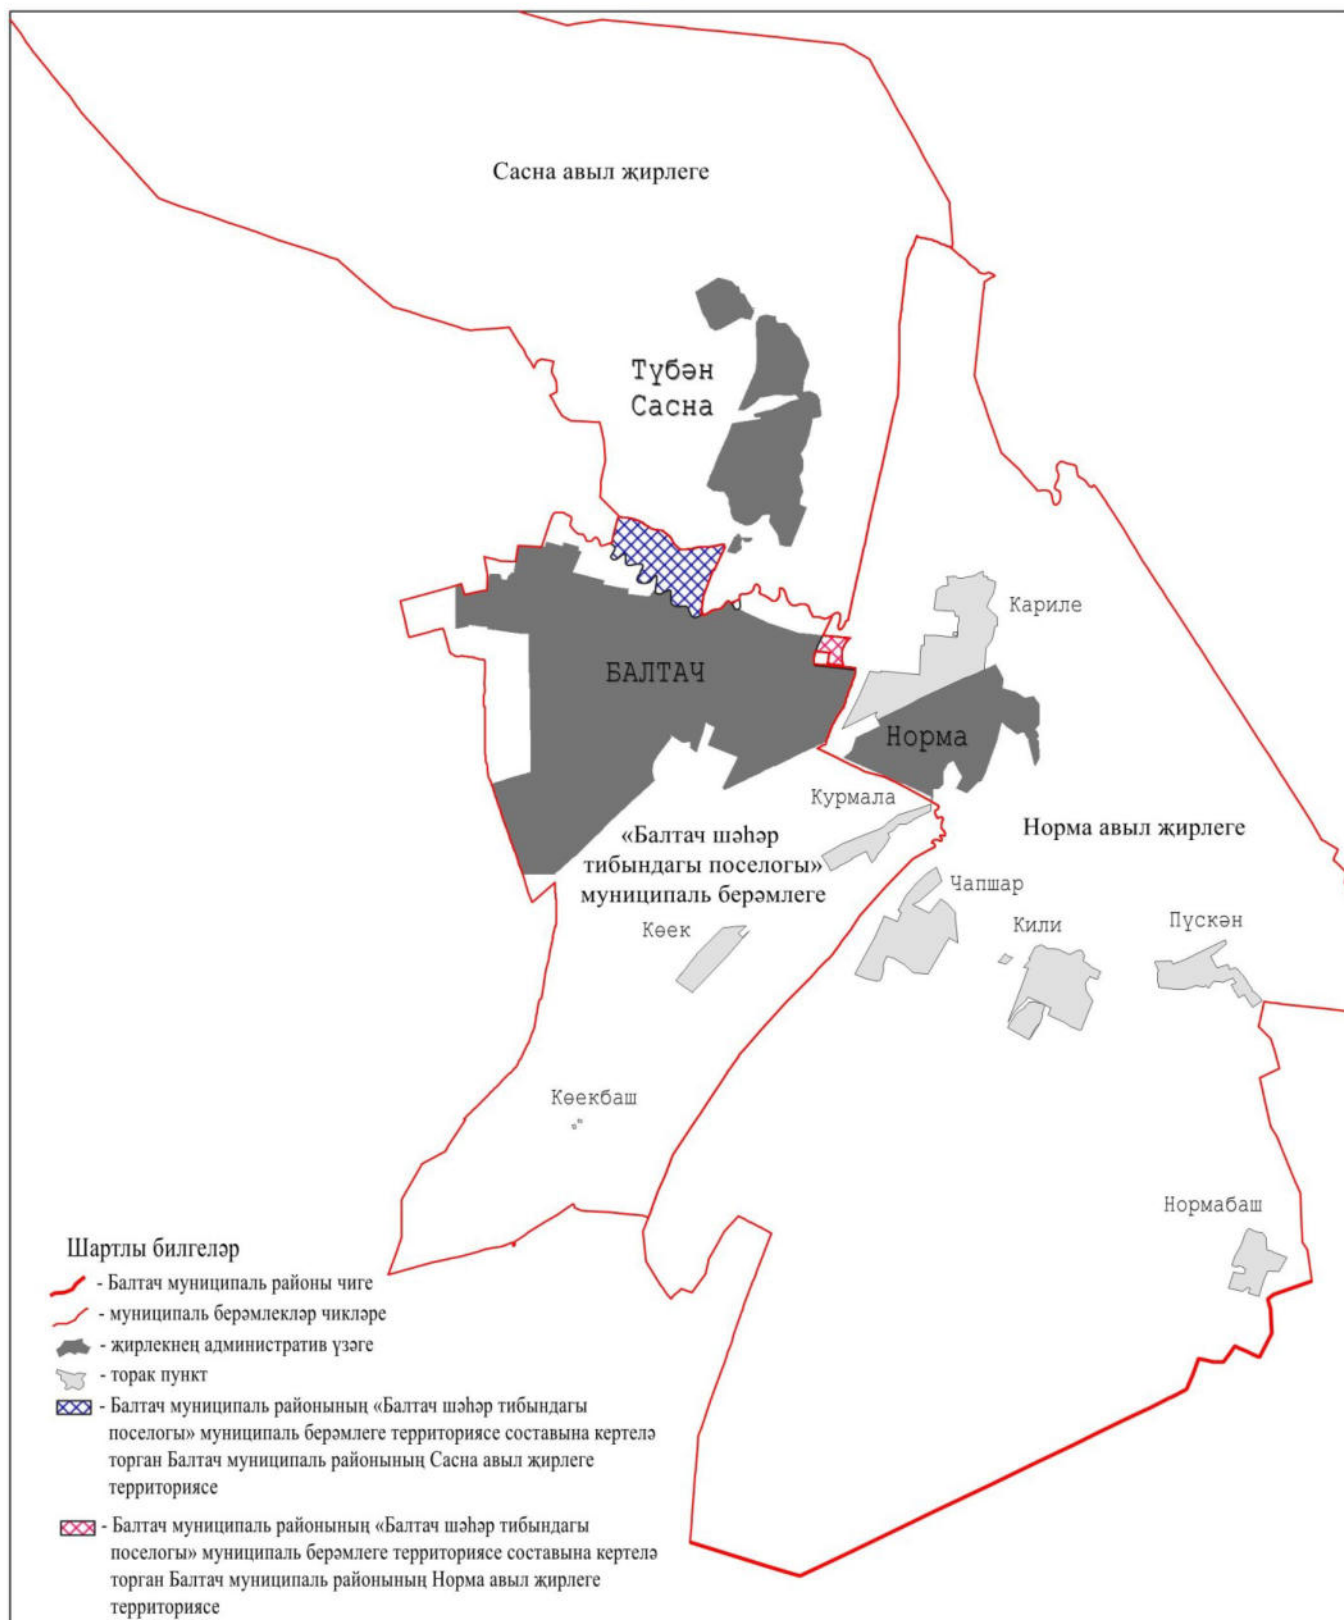 Сасна авыл җирлеге
Түбән
Сасна
Кариле
БАЛТАЧ
Норма
Курмала
Норма авыл җирлеге
«Балтач шәһәр
тибындагы поселогы»
муниципаль берәмлеге
Чапшар
Көек
Кили
Пүскән
Көекбаш
Нормабаш
Шартлы билгеләр
- Балтач муниципаль районы чиге
- муниципаль берәмлекләр чикләре
- җирлекнең административ үзәге
- торак пункт
- Балтач муниципаль районының «Балтач шәһәр тибындагы
поселогы» муниципаль берәмлеге территориясе составына кертелә
торган Балтач муниципаль районының Сасна авыл җирлеге
территориясе
- Балтач муниципаль районының «Балтач шәһәр тибындагы
поселогы» муниципаль берәмлеге территориясе составына кертелә
торган Балтач муниципаль районының Норма авыл җирлеге
территориясе